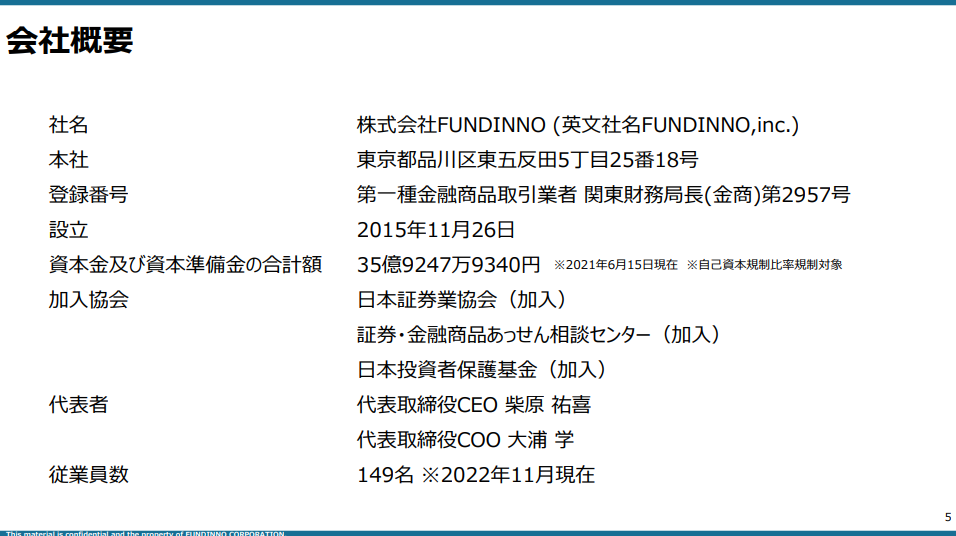 会社概要
社名 株式会社FUNDINNO (英文社名FUNDINNO,inc.)
本社 東京都品川区東五反田5丁目25番18号
登録番号 第一種金融商品取引業者 関東財務局長(金商)第2957号
設立 2015年11月26日
資本金及び資本準備金の合計額 35億9247万9340円 ※2021年6月15日現在 ※自己資本規制比率規制対象
加入協会 日本証券業協会（加入）
証券・金融商品あっせん相談センター（加入）
日本投資者保護基金（加入）
代表者 代表取締役CEO 柴原 祐喜
代表取締役COO 大浦 学
従業員数 149名 ※2022年11月現在
5
This material is confidential and the property of FUNDINNO CORPORATION.